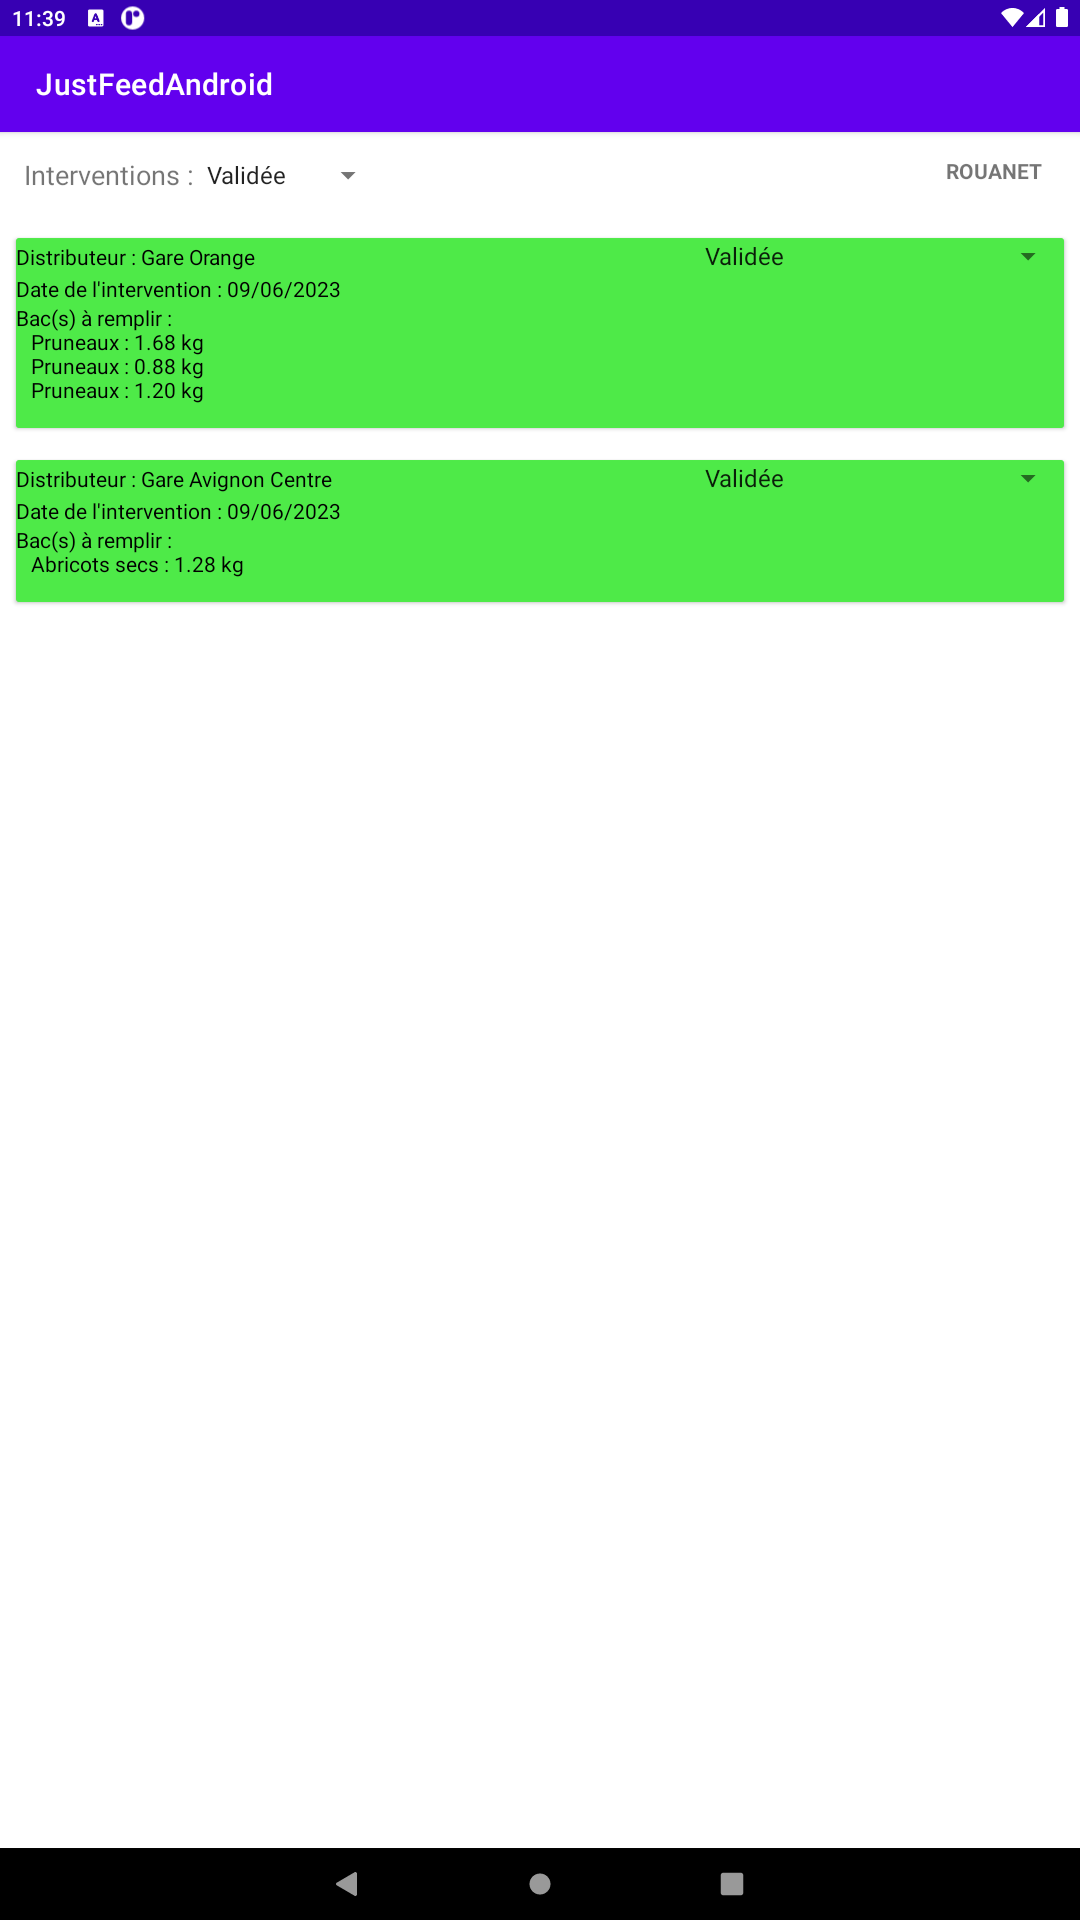 11:39
JustFeedAndroid
Interventions : Validée
ROUANET
Distributeur : Gare Orange
Validée
Date de l'intervention : 09/06/2023
Bac(s) à remplir :
Pruneaux : 1.68 kg
Pruneaux : 0.88 kg
Pruneaux : 1.20 kg
Distributeur : Gare Avignon Centre
Validée
Date de l'intervention : 09/06/2023
Bac(s) à remplir :
Abricots secs : 1.28 kg